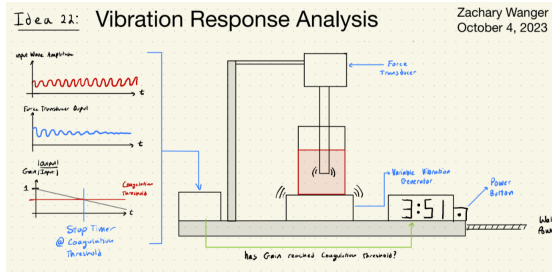 Idea 22: Vibration Response Analysis
Zachary Wanger
October 4, 2023
Input Wave Amplitude
t
Force Transducer Output
t
Gain |Output|
|Input|
1
Coagulation
Threshold
t
Stop Timer
@ Coagulation
Threshold
Force
Transducer
Variable Vibration
Generator
3:51
Power
Button
Has Gain reached Coagulation Threshold?